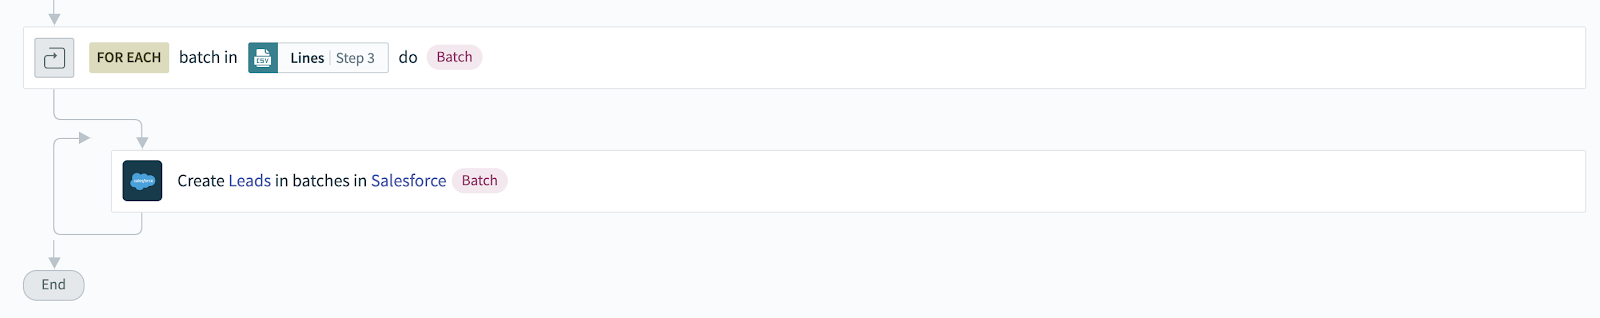 FOR EACH batch in CSV Lines Step 3 do Batch
salesforce Create Leads in batches in Salesforce Batch
End